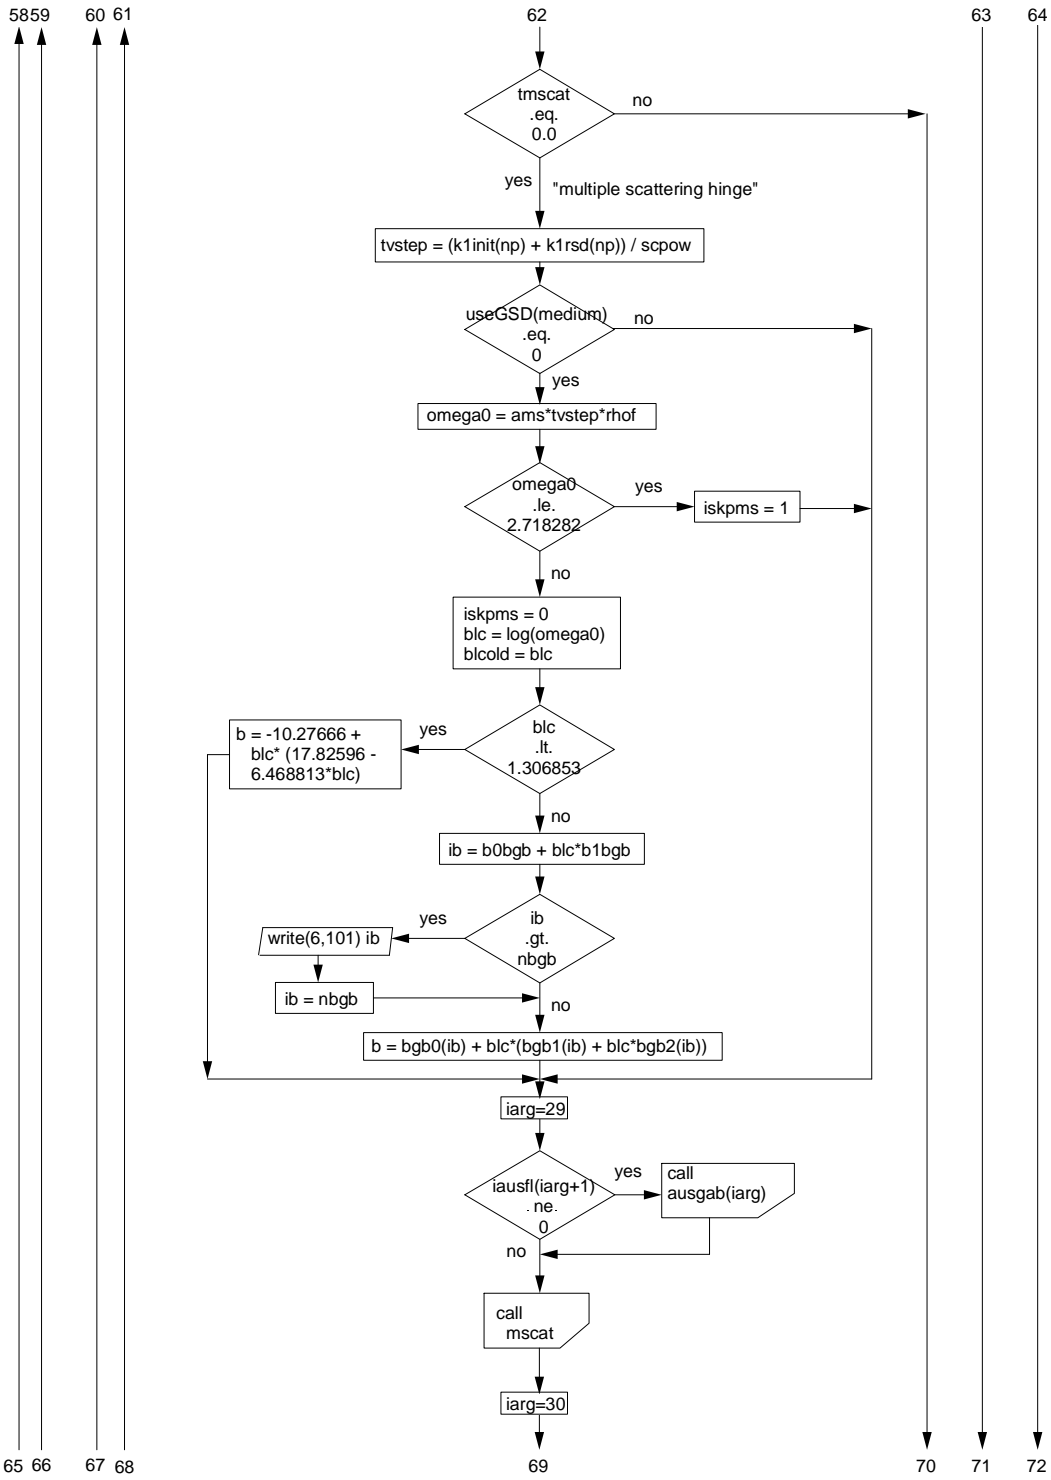 5859 60 61 62 63 64
tmscat
.eq.
0.0
no
yes
"multiple scattering hinge"
tvstep = (k1init(np) + k1rsd(np)) / scpow
useGSD(medium)
.eq.
0
no
yes
omega0 = ams*tvstep*rhof
omega0
.le.
2.718282
yes
iskpms = 1
no
iskpms = 0
blc = log(omega0)
blcold = blc
blc
.lt.
1.306853
yes
b = -10.27666 +
blc* (17.82596 -
6.468813*blc)
no
ib = b0bgb + blc*b1bgb
ib
.gt.
nbgb
yes
write(6,101) ib
ib = nbgb
no
b = bgb0(ib) + blc*(bgb1(ib) + blc*bgb2(ib))
iarg=29
iausfl(iarg+1)
.ne.
0
yes
call
ausgab(iarg)
no
call
mscat
iarg=30
65 66 67 68 69 70 71 72